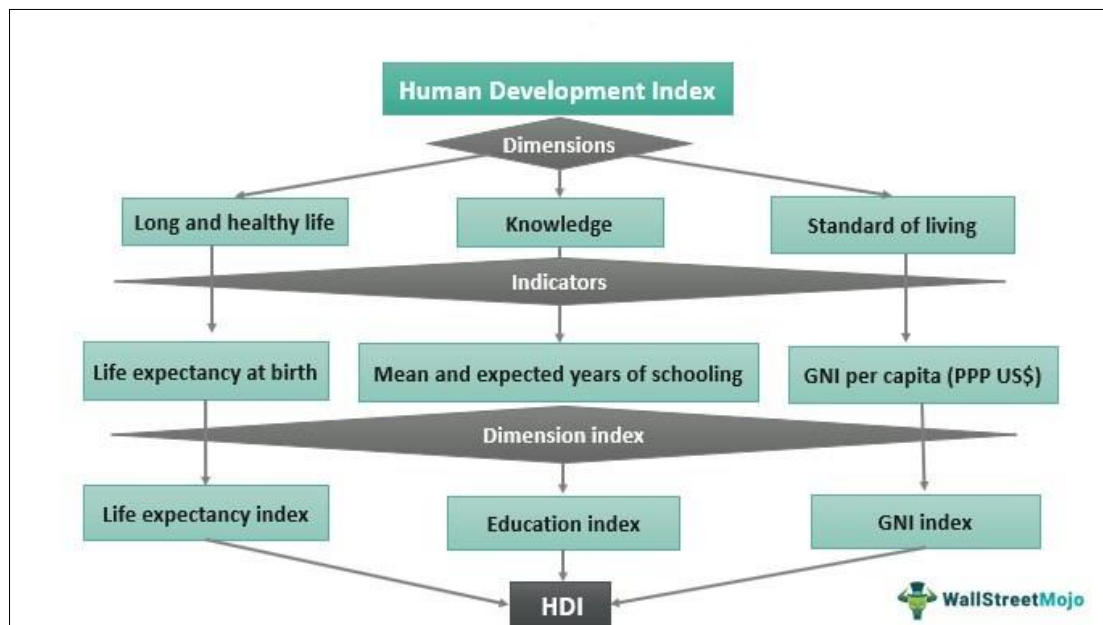 Human Development Index
Dimensions
Long and healthy life
Knowledge
Standard of living
Indicators
Life expectancy at birth
Mean and expected years of schooling
GNI per capita (PPP US$)
Dimension index
Life expectancy index
Education index
GNI index
HDI
WallStreetMojo